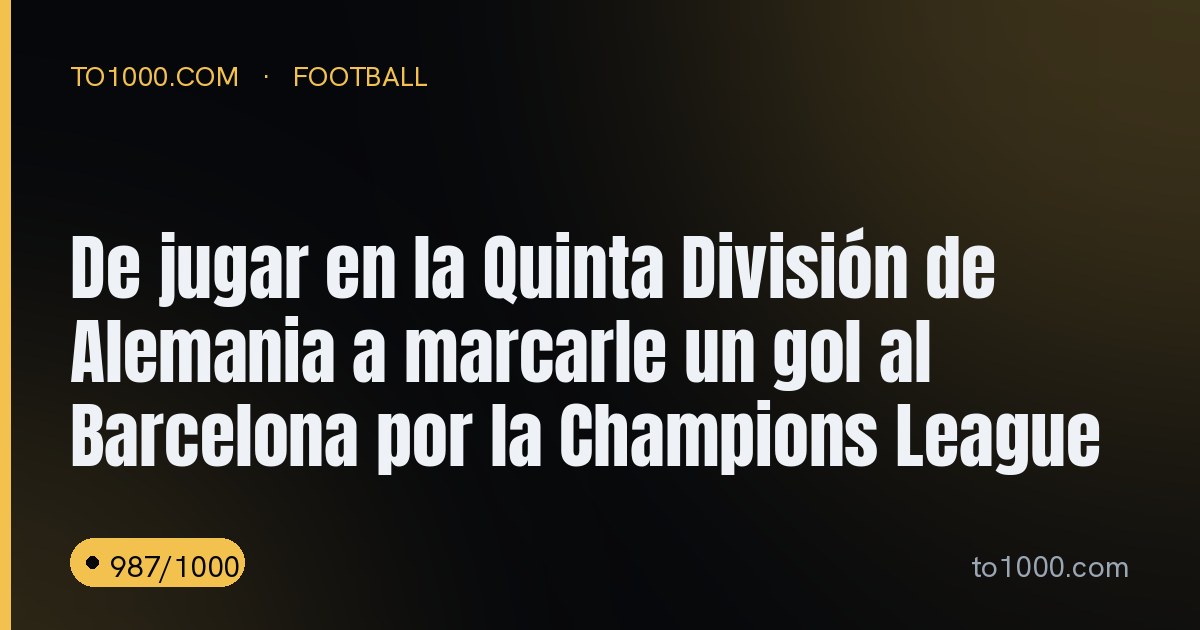 TO1000.COM · FOOTBALL
De jugar en la Quinta División de
Alemania a marcarle un gol al
Barcelona por la Champions League
987/1000
to1000.com